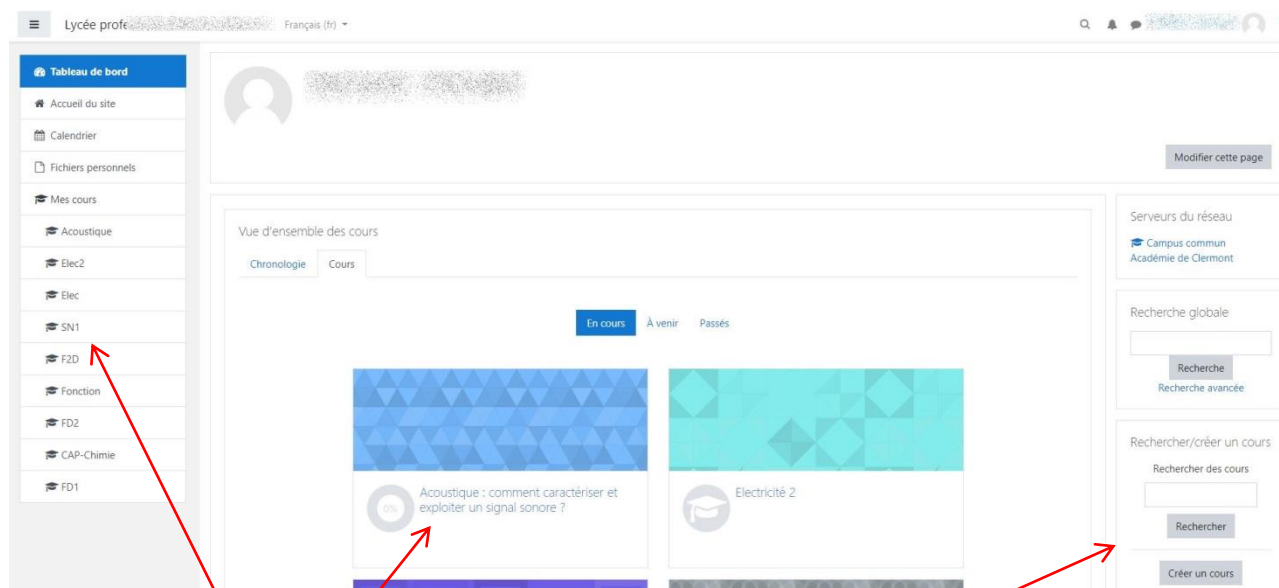 Lycée
Français (fr)
Tableau de bord
Accueil du site
Calendrier
Fichiers personnels
Mes cours
Acoustique
Elec2
Elec
SN1
F2D
Fonction
FD2
CAP-Chimie
FD1
Modifier cette page
Vue d'ensemble des cours
Chronologie Cours
En cours À venir Passés
0%
Acoustique : comment caractériser et
exploiter un signal sonore ?
Electricité 2
Serveurs du réseau
Campus commun
Académie de Clermont
Recherche globale
Recherche
Recherche avancée
Rechercher/créer un cours
Rechercher des cours
Rechercher
Créer un cours